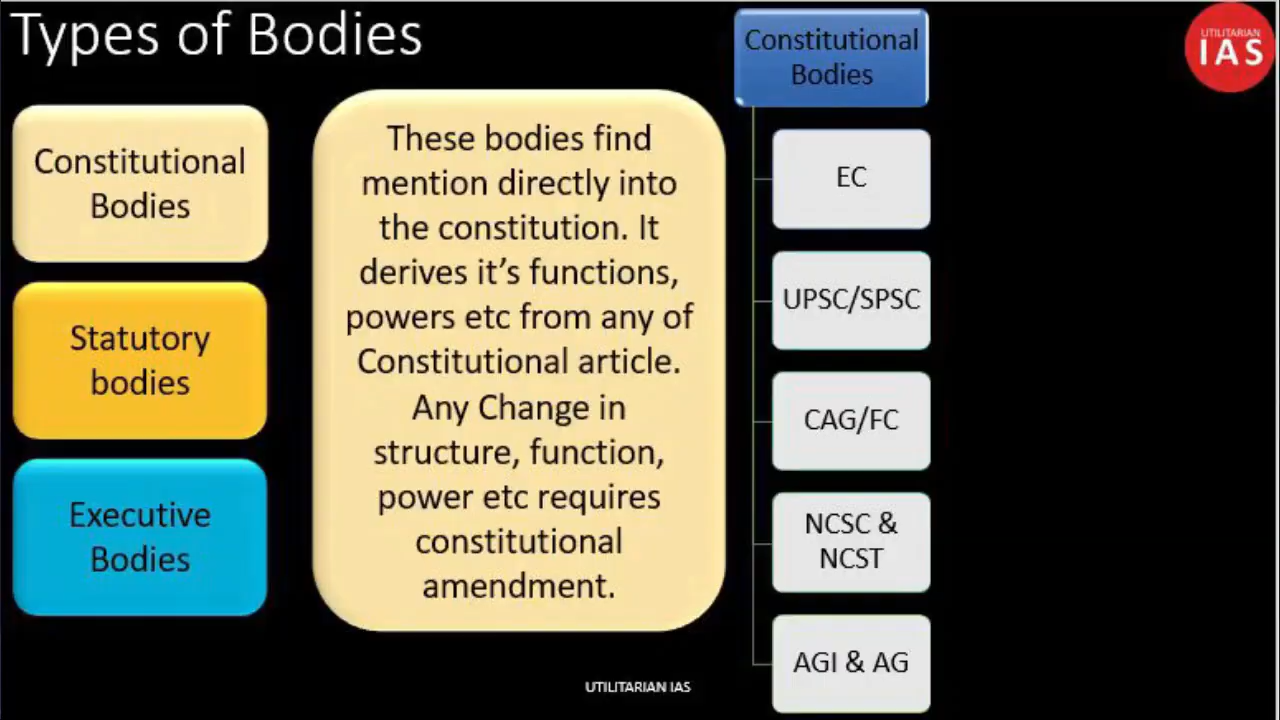 Types of Bodies
UTILITARIAN
IAS
Constitutional
Bodies
Statutory
bodies
Executive
Bodies
These bodies find
mention directly into
the constitution. It
derives it’s functions,
powers etc from any of
Constitutional article.
Any Change in
structure, function,
power etc requires
constitutional
amendment.
Constitutional
Bodies
EC
UPSC/SPSC
CAG/FC
NCSC &
NCST
AGI & AG
UTILITARIAN IAS